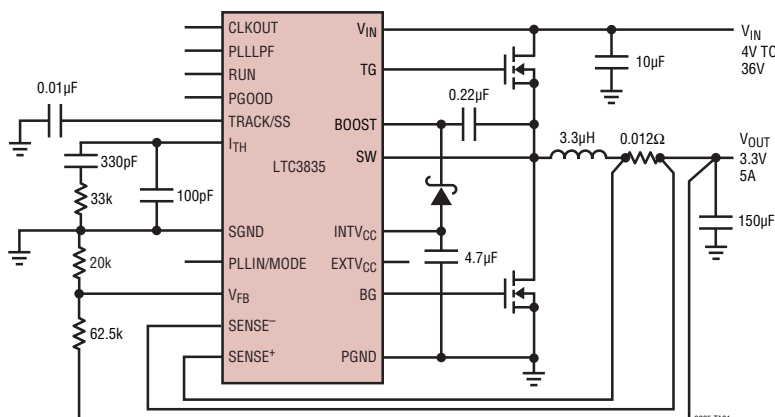 CLKOUT
PLLLPF
RUN
PGOOD
TRACK/SS
ITH
LTC3835
SGND
PLLIN/MODE
VFB
SENSE–
SENSE+
VIN
TG
BOOST
SW
INTVCC
EXTVCC
BG
PGND
0.01µF
330pF
33k
100pF
20k
62.5k
0.22µF
4.7µF
3.3µH
0.012Ω
10µF
VIN
4V TO
36V
VOUT
3.3V
5A
150µF